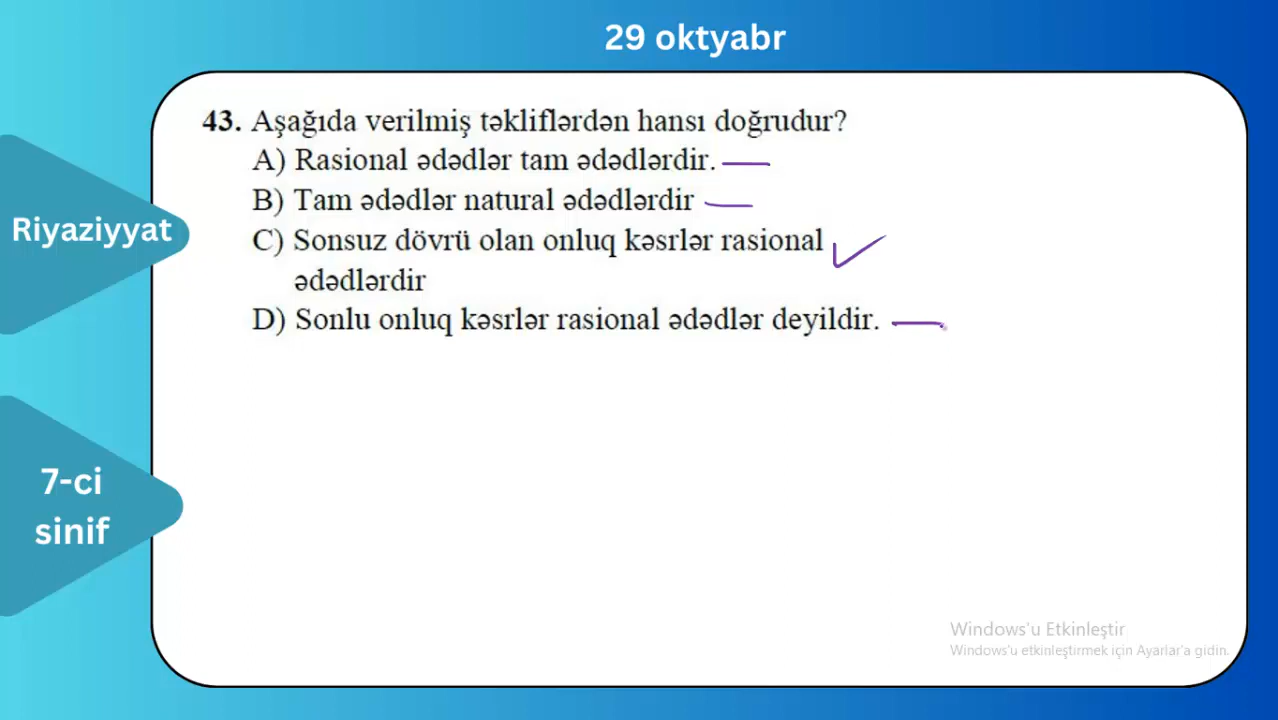 29 oktyabr
43. Aşağıda verilmiş təkliflərdən hansı doğrudur?
A) Rasional ədədlər tam ədədlərdir.
B) Tam ədədlər natural ədədlərdir
C) Sonsuz dövrü olan onluq kəsrlər rasional
ədədlərdir
D) Sonlu onluq kəsrlər rasional ədədlər deyildir.
Riyaziyyat
7-ci
sinif
Windows'u Etkinleştir
Windows'u etkinleştirmek için Ayarlar'a gidin.